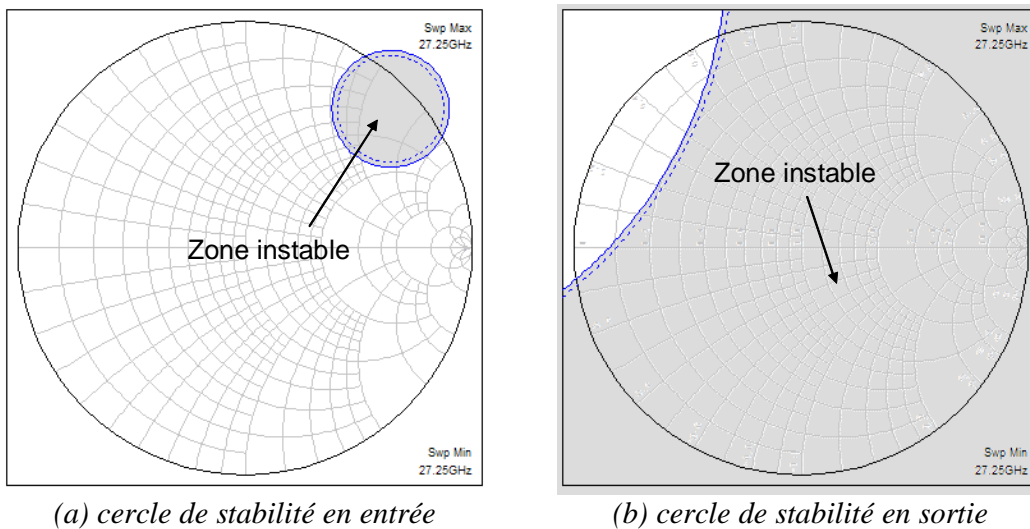 Swp Max
27.25GHz
Zone instable
Swp Min
27.25GHz
(a) cercle de stabilité en entrée
Swp Max
27.25GHz
Zone instable
Swp Min
27.25GHz
(b) cercle de stabilité en sortie